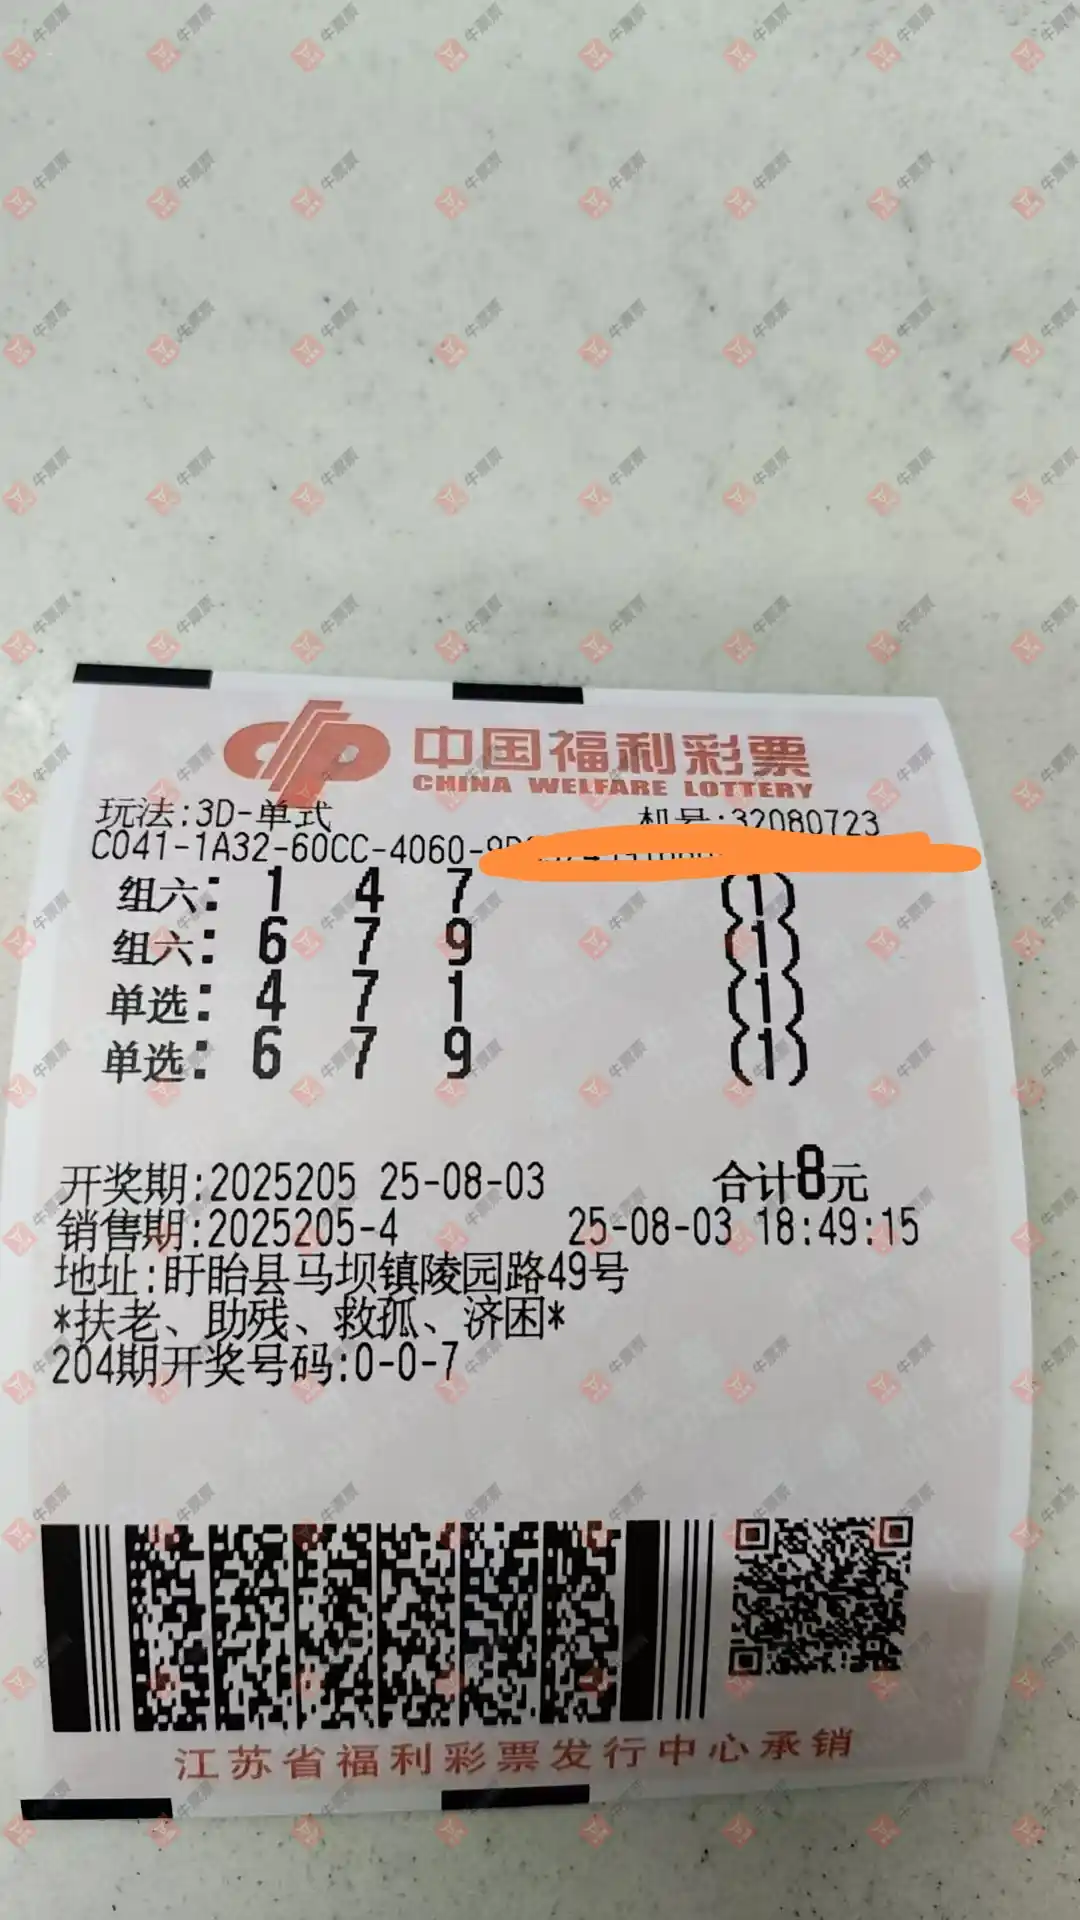 中国福利彩票
CHINA WELFARE LOTTERY
玩法:3D-单式 机号:32080723
C041-1A32-60CC-4060-
组六: 1 4 7 (1)
组六: 6 7 9 (1)
单选: 4 7 1 (1)
单选: 6 7 9 (1)
开奖期:2025205 25-08-03 合计8元
销售期:2025205-4 25-08-03 18:49:15
地址:盱眙县马坝镇陵园路49号
*扶老、助残、救孤、济困*
204期开奖号码:0-0-7
江苏省福利彩票发行中心承销
牛票票